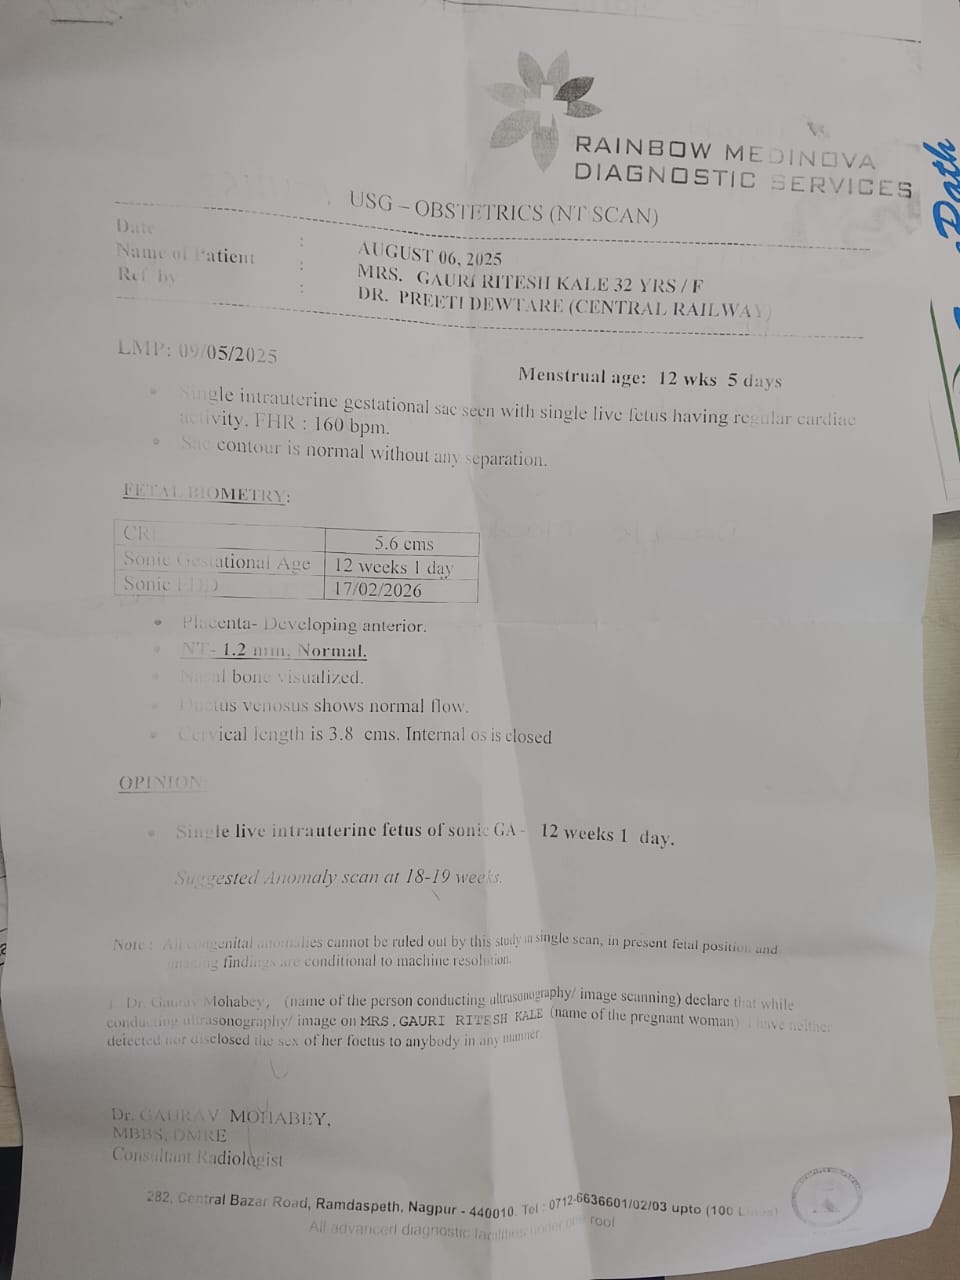 RAINBOW MEDINOVA
DIAGNOSTIC SERVICES
Path
USG – OBSTETRICS (NT SCAN)
Date : AUGUST 06, 2025
Name of Patient : MRS. GAURI RITESH KALE 32 YRS / F
Ref by : DR. PREETI DEWTARE (CENTRAL RAILWAY)
LMP: 09/05/2025
Menstrual age: 12 wks 5 days
• Single intrauterine gestational sac seen with single live fetus having regular cardiac
activity. FHR : 160 bpm.
• Sac contour is normal without any separation.
FETAL BIOMETRY:
CRL 5.6 cms
Sonic Gestational Age 12 weeks 1 day
Sonic EDD 17/02/2026
• Placenta- Developing anterior.
• NT- 1.2 mm. Normal.
• Nasal bone visualized.
• Ductus venosus shows normal flow.
• Cervical length is 3.8 cms. Internal os is closed
OPINION:
• Single live intrauterine fetus of sonic GA - 12 weeks 1 day.
Suggested Anomaly scan at 18-19 weeks.
Note : All congenital anomalies cannot be ruled out by this study in single scan, in present fetal position and
imaging findings are conditional to machine resolution.
I, Dr. Gaurav Mohabey, (name of the person conducting ultrasonography/ image scanning) declare that while
conducting ultrasonography/ image on MRS. GAURI RITESH KALE (name of the pregnant woman) I have neither
detected nor disclosed the sex of her foetus to anybody in any manner.
Dr. GAURAV MOHABEY,
MBBS, DMRE
Consultant Radiologist
282, Central Bazar Road, Ramdaspeth, Nagpur - 440010. Tel : 0712-6636601/02/03 upto (100 Lines)
All advanced diagnostic facilities under one roof